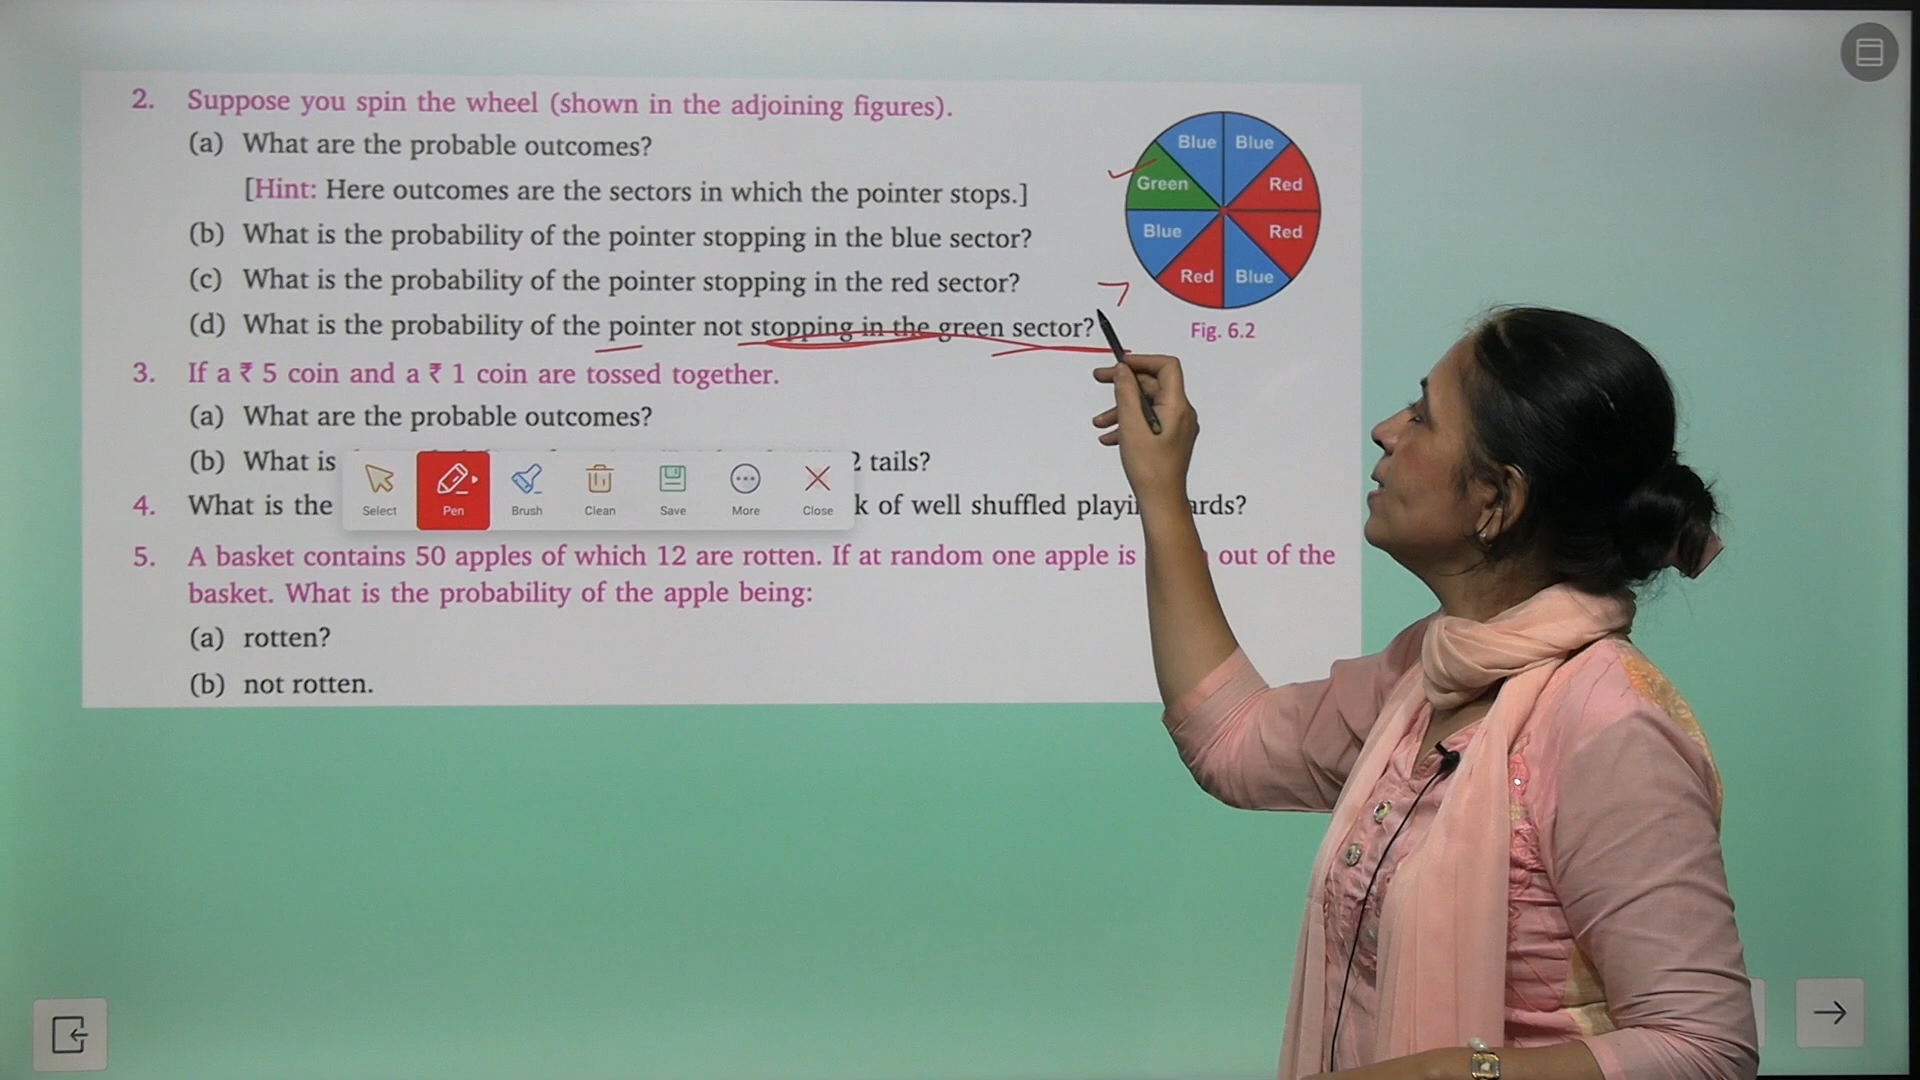 2. Suppose you spin the wheel (shown in the adjoining figures).
(a) What are the probable outcomes?
[Hint: Here outcomes are the sectors in which the pointer stops.]
(b) What is the probability of the pointer stopping in the blue sector?
(c) What is the probability of the pointer stopping in the red sector?
(d) What is the probability of the pointer not stopping in the green sector?
Blue Blue
Green Red
Blue Red
Red Blue
Fig. 6.2
7
3. If a ₹ 5 coin and a ₹ 1 coin are tossed together.
(a) What are the probable outcomes?
(b) What is 2 tails?
4. What is the k of well shuffled
5. A basket contains 50 apples of which 12 are rotten. If at random one apple is out of the
basket. What is the probability of the apple being:
(a) rotten?
(b) not rotten.
Select Pen Brush Clean Save More Close